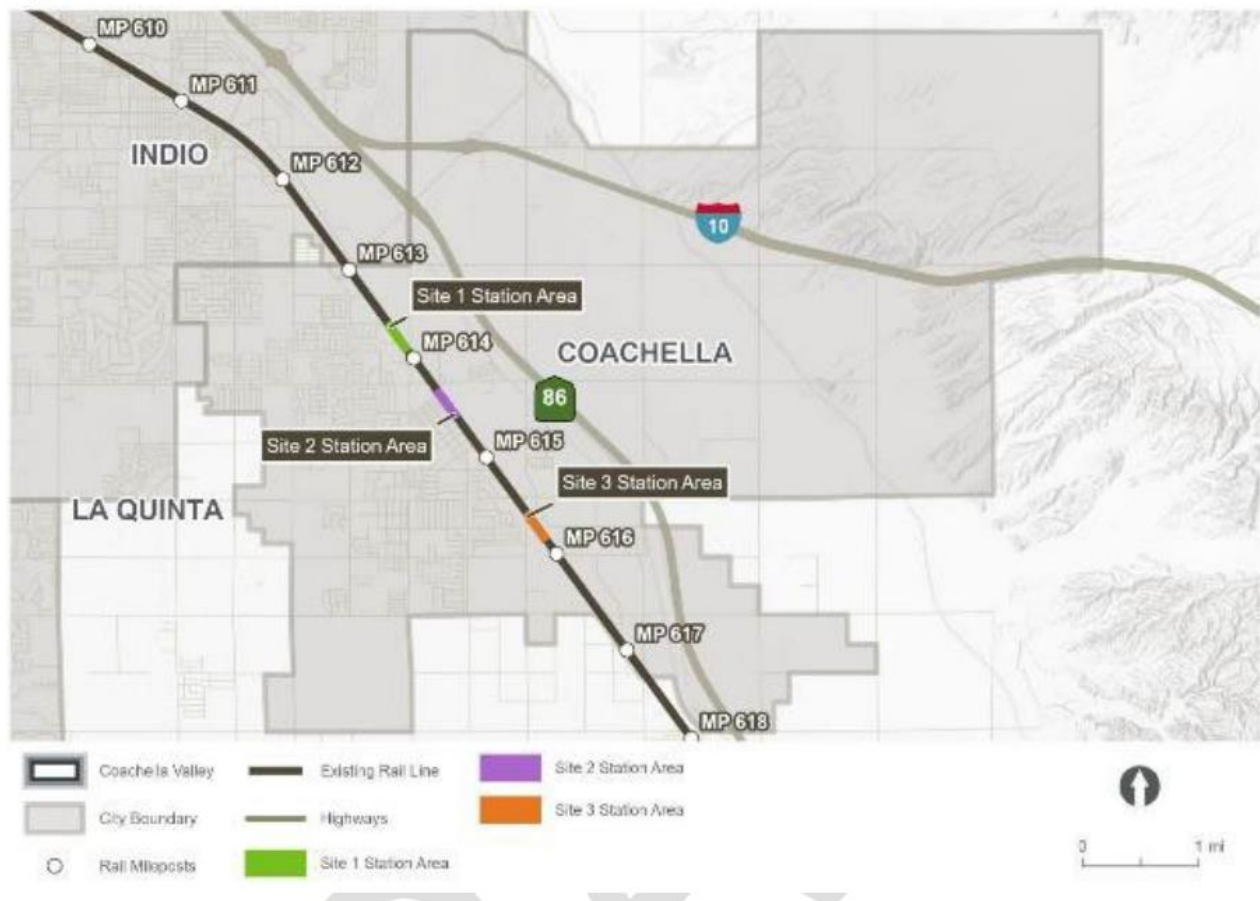 MP 610
MP 611
INDIO
MP 612
10
MP 613
Site 1 Station Area
MP 614
COACHELLA
86
Site 2 Station Area
MP 615
Site 3 Station Area
LA QUINTA
MP 616
MP 617
MP 618
Coachella Valley
Existing Rail Line
Site 2 Station Area
City Boundary
Highways
Site 3 Station Area
Rail Mileposts
Site 1 Station Area
0 1 mi